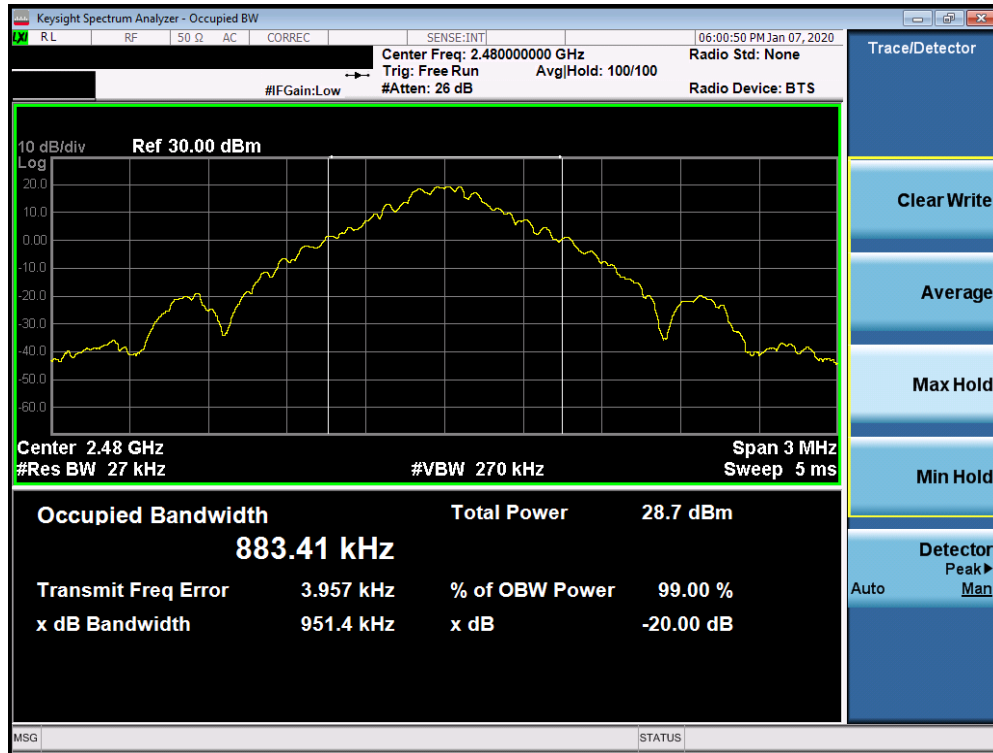 Keysight Spectrum Analyzer - Occupied BW
LXI RL RF 50 Ω AC CORREC SENSE:INT 06:00:50 PM Jan 07, 2020
Center Freq: 2.480000000 GHz Radio Std: None
Trig: Free Run Avg|Hold: 100/100
#IFGain:Low #Atten: 26 dB Radio Device: BTS
Trace/Detector
10 dB/div Ref 30.00 dBm
Log
20.0
10.0
0.00
-10.0
-20.0
-30.0
-40.0
-50.0
-60.0
Center 2.48 GHz Span 3 MHz
#Res BW 27 kHz #VBW 270 kHz Sweep 5 ms
Occupied Bandwidth Total Power 28.7 dBm
883.41 kHz
Transmit Freq Error 3.957 kHz % of OBW Power 99.00 %
x dB Bandwidth 951.4 kHz x dB -20.00 dB
Clear Write
Average
Max Hold
Min Hold
Detector
Peak▶
Auto Man
MSG STATUS